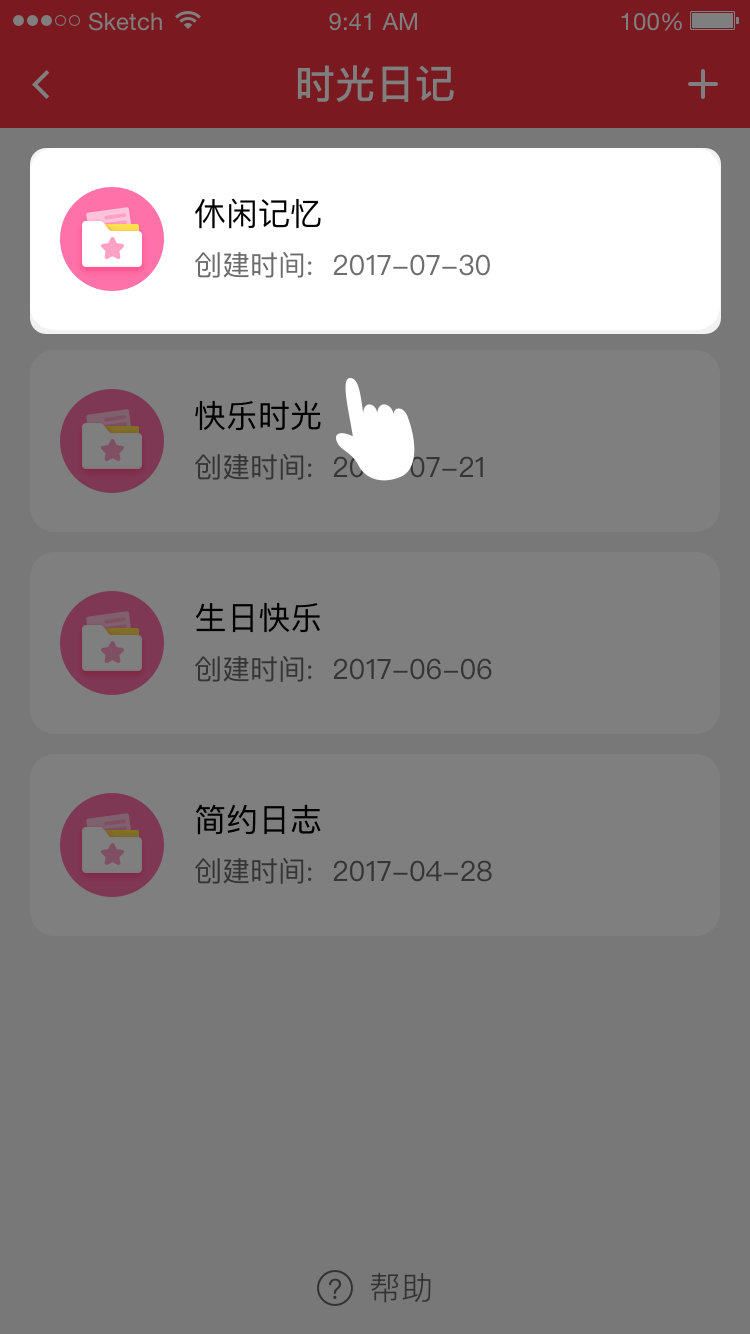 Sketch 9:41 AM 100%
时光日记
休闲记忆
创建时间: 2017-07-30
快乐时光
创建时间: 20 07-21
生日快乐
创建时间: 2017-06-06
简约日志
创建时间: 2017-04-28
? 帮助